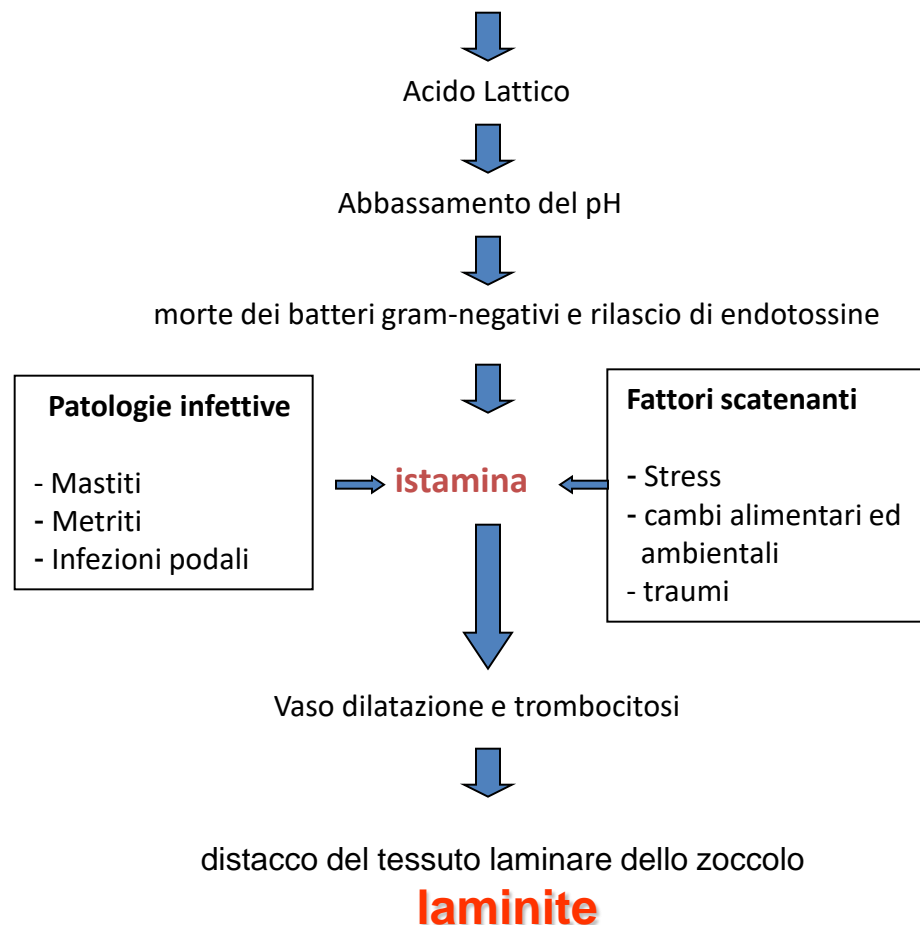 Acido Lattico
Abbassamento del pH
morte dei batteri gram-negativi e rilascio di endotossine
Patologie infettive
- Mastiti
- Metriti
- Infezioni podali
istamina
Fattori scatenanti
- Stress
- cambi alimentari ed
ambientali
- traumi
Vaso dilatazione e trombocitosi
distacco del tessuto laminare dello zoccolo
laminite